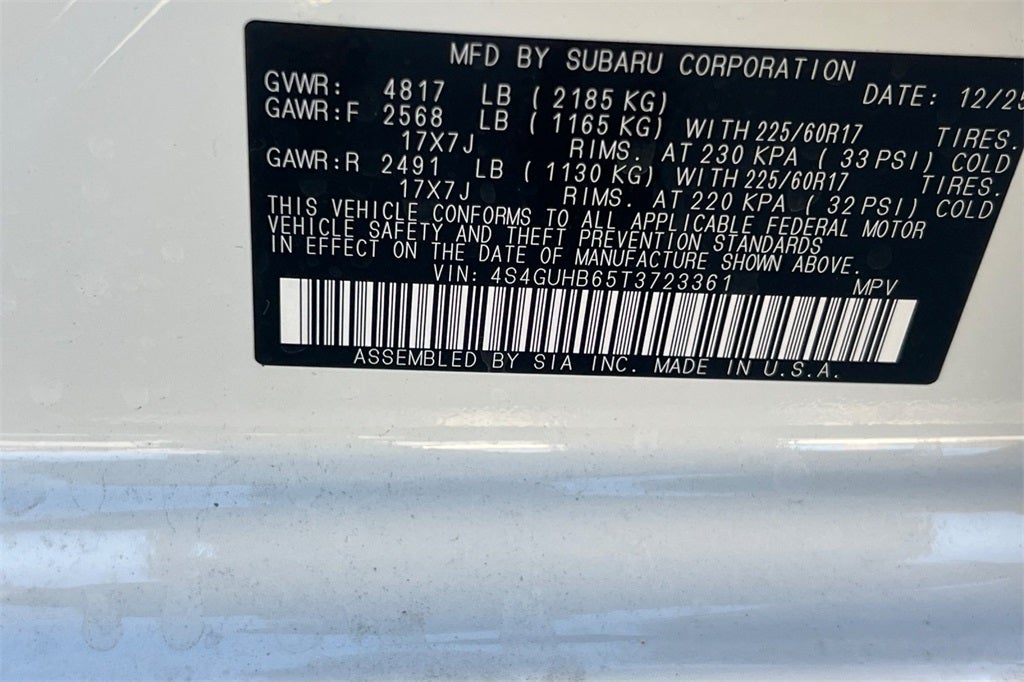 MFD BY SUBARU CORPORATION
GVWR: 4817 LB ( 2185 KG) DATE: 12/25
GAWR:F 2568 LB ( 1165 KG) WITH 225/60R17 TIRES.
17X7J RIMS. AT 230 KPA ( 33 PSI) COLD
GAWR:R 2491 LB ( 1130 KG) WITH 225/60R17 TIRES.
17X7J RIMS. AT 220 KPA ( 32 PSI) COLD
THIS VEHICLE CONFORMS TO ALL APPLICABLE FEDERAL MOTOR
VEHICLE SAFETY AND THEFT PREVENTION STANDARDS
IN EFFECT ON THE DATE OF MANUFACTURE SHOWN ABOVE.
VIN: 4S4GUHB65T3723361 MPV
ASSEMBLED BY SIA INC. MADE IN U.S.A.